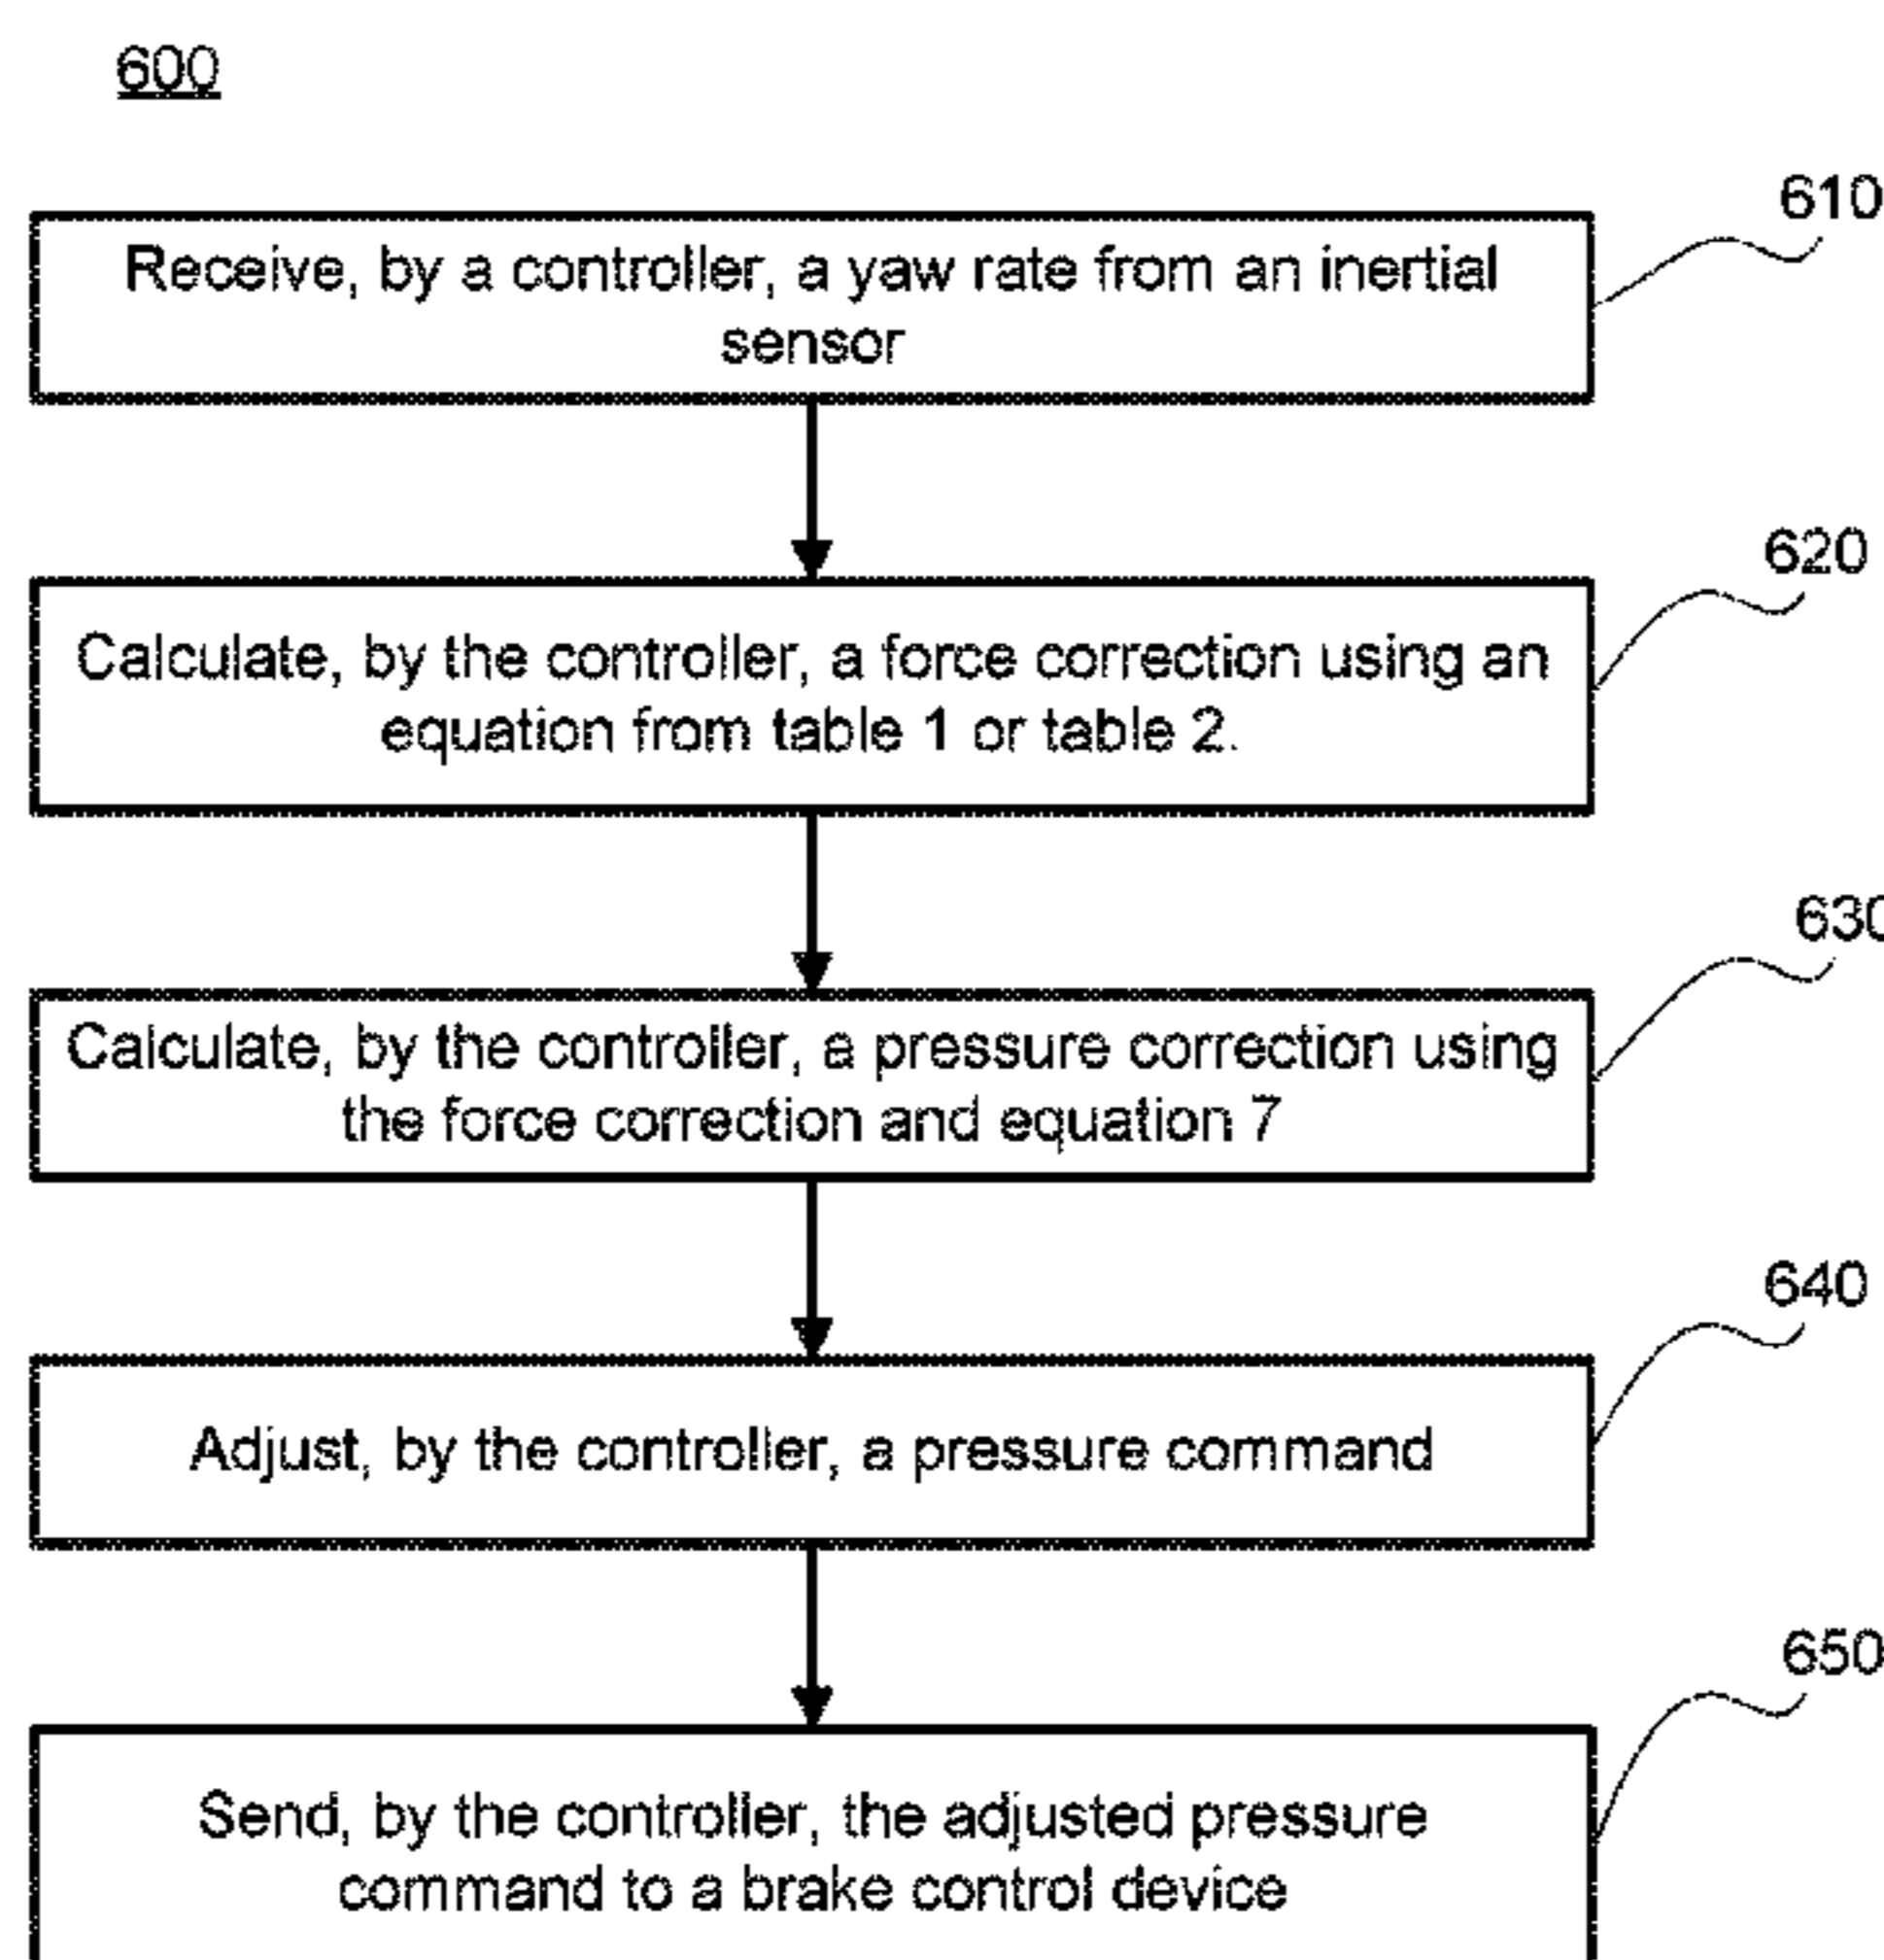 600
610
Receive, by a controller, a yaw rate from an inertial
sensor
620
Calculate, by the controller, a force correction using an
equation from table 1 or table 2.
630
Calculate, by the controller, a pressure correction using
the force correction and equation 7
640
Adjust, by the controller, a pressure command
650
Send, by the controller, the adjusted pressure
command to a brake control device